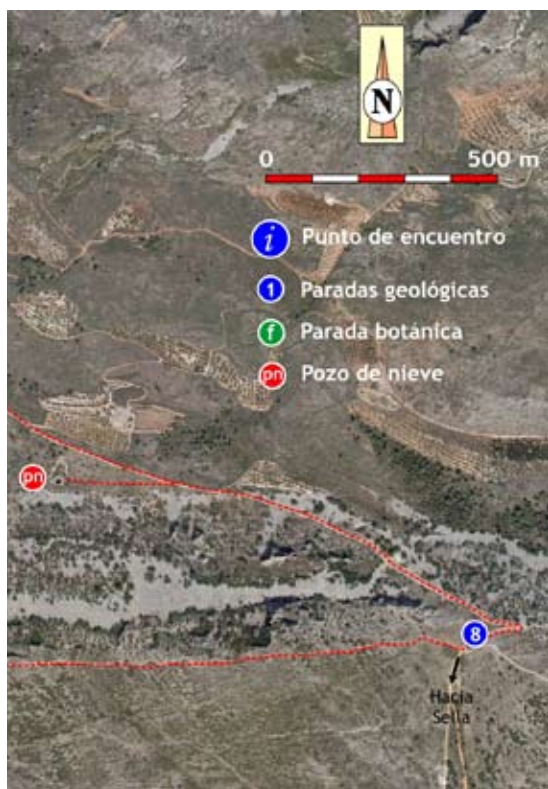 N
0 500 m
i Punto de encuentro
1 Paradas geológicas
f Parada botánica
pn Pozo de nieve
pn
8
Hacia
Sella